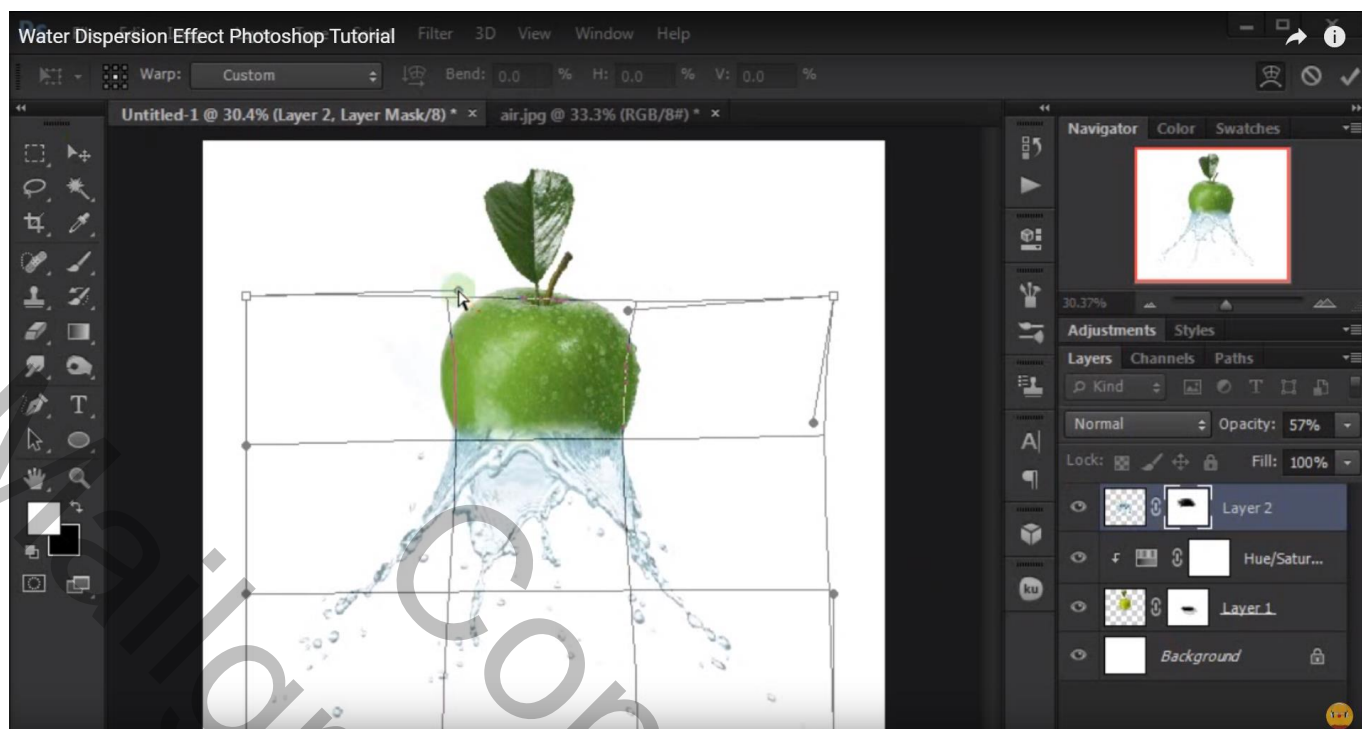 Water Dispersion Effect Photoshop Tutorial
Filter 3D View Window Help
Warp: Custom Bend: 0.0 % H: 0.0 % V: 0.0 %
Untitled-1 @ 30.4% (Layer 2, Layer Mask/8) * × air.jpg @ 33.3% (RGB/8#) * ×
Navigator Color Swatches
30.37%
Adjustments Styles
Layers Channels Paths
Kind
Normal Opacity: 57%
Lock: Fill: 100%
Layer 2
Hue/Satur...
ku
Layer 1
Background